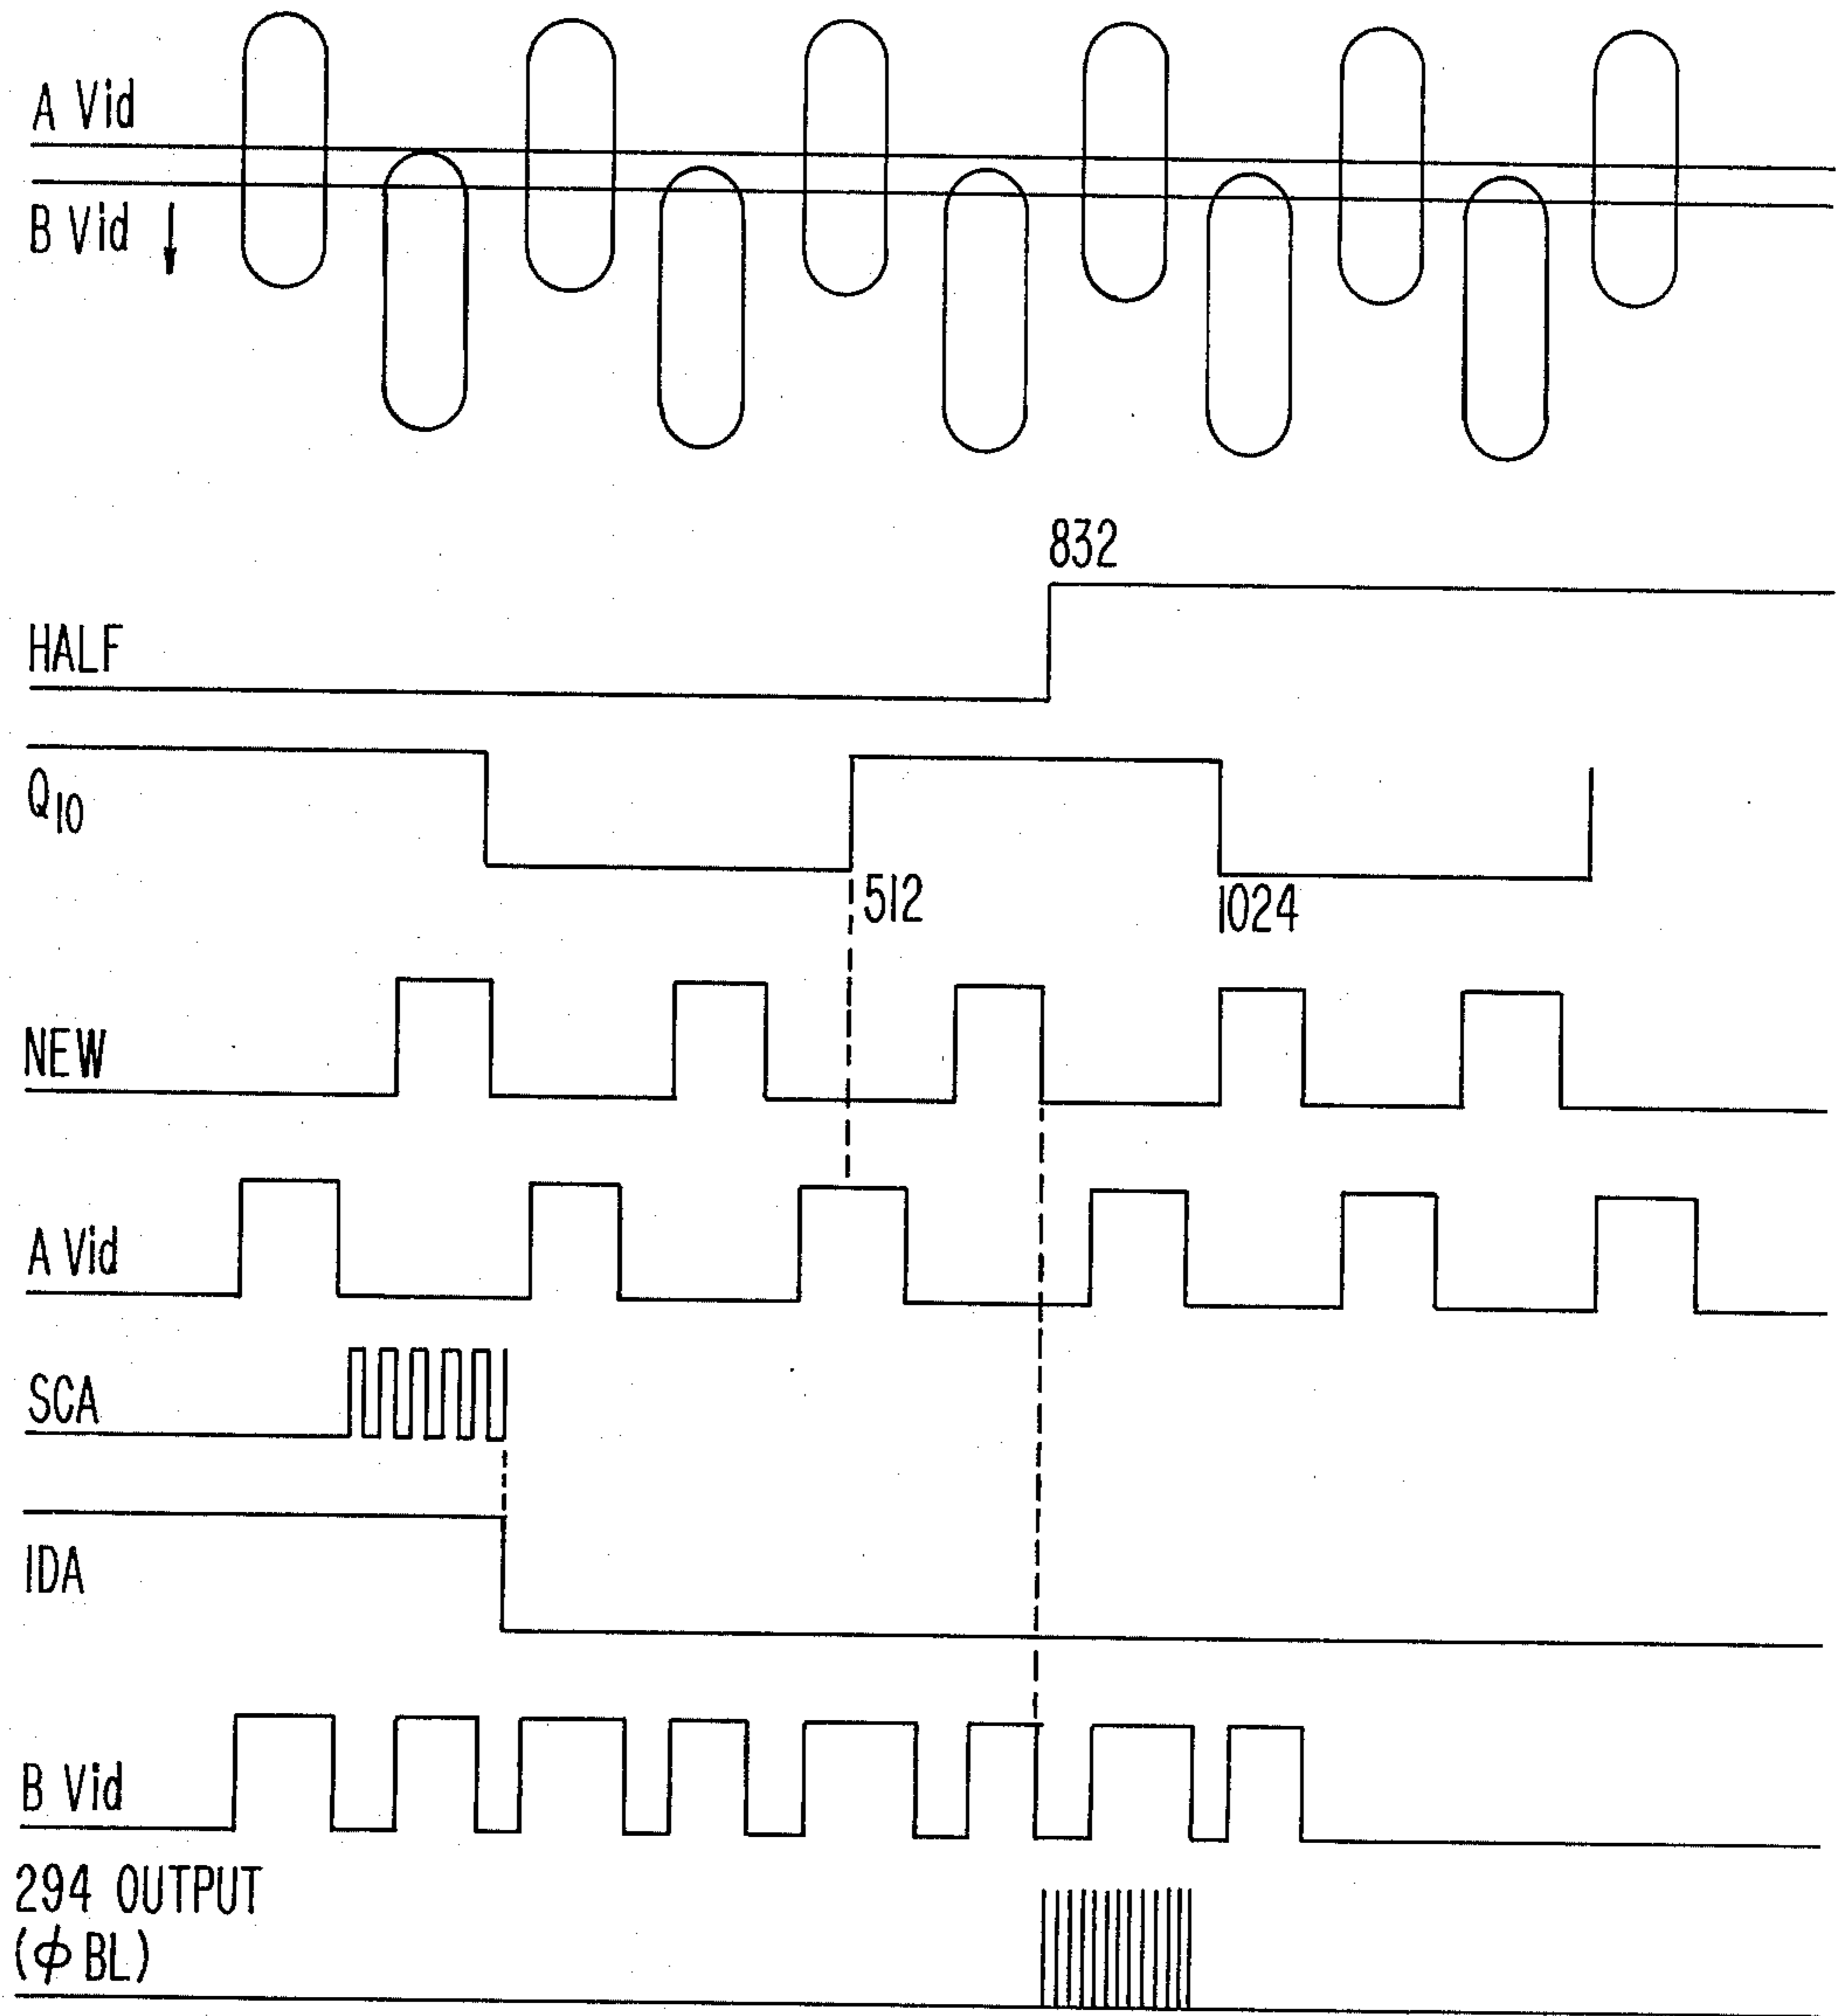 A Vid
B Vid
832
HALF
Q10
512
1024
NEW
A Vid
SCA
IDA
B Vid
294 OUTPUT
(ϕ BL)